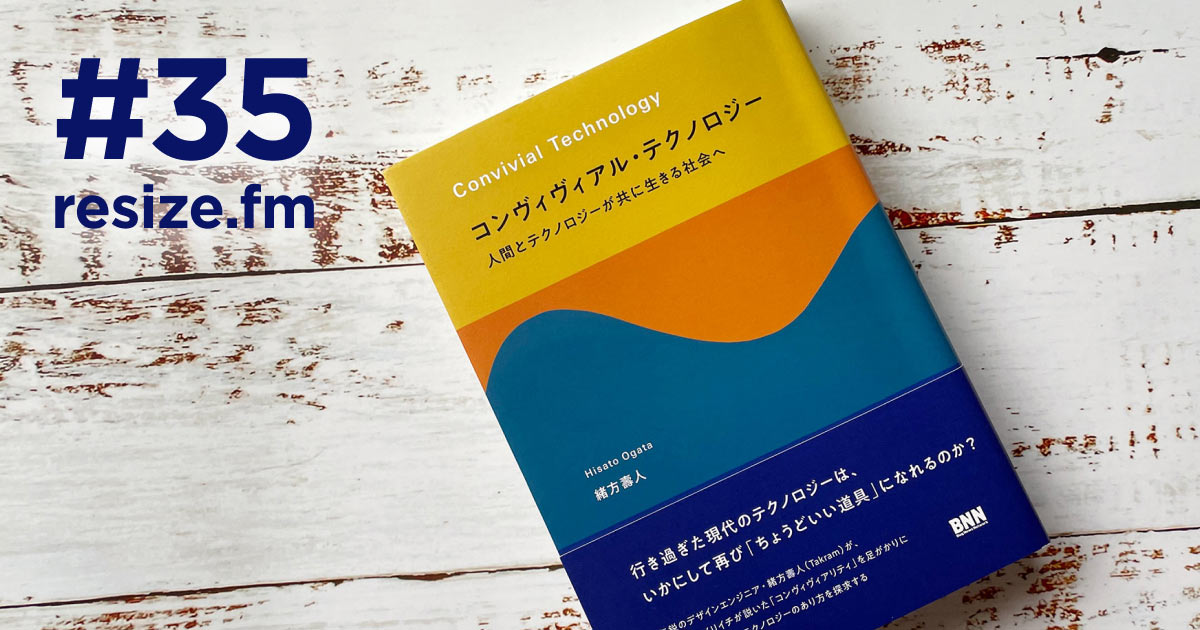 #35
resize.fm
Convivial Technology
コンヴィヴィアル・テクノロジー
人間とテクノロジーが共に生きる社会へ
Hisato Ogata
緒方壽人
行き過ぎた現代のテクノロジーは、
いかにして再び「ちょうどいい道具」になれるのか?
BNN
鋭のデザインエンジニア・緒方壽人(Takram)が、
リイチが説いた「コンヴィヴィアリティ」を足がかりに
テクノロジーのあり方を探求する